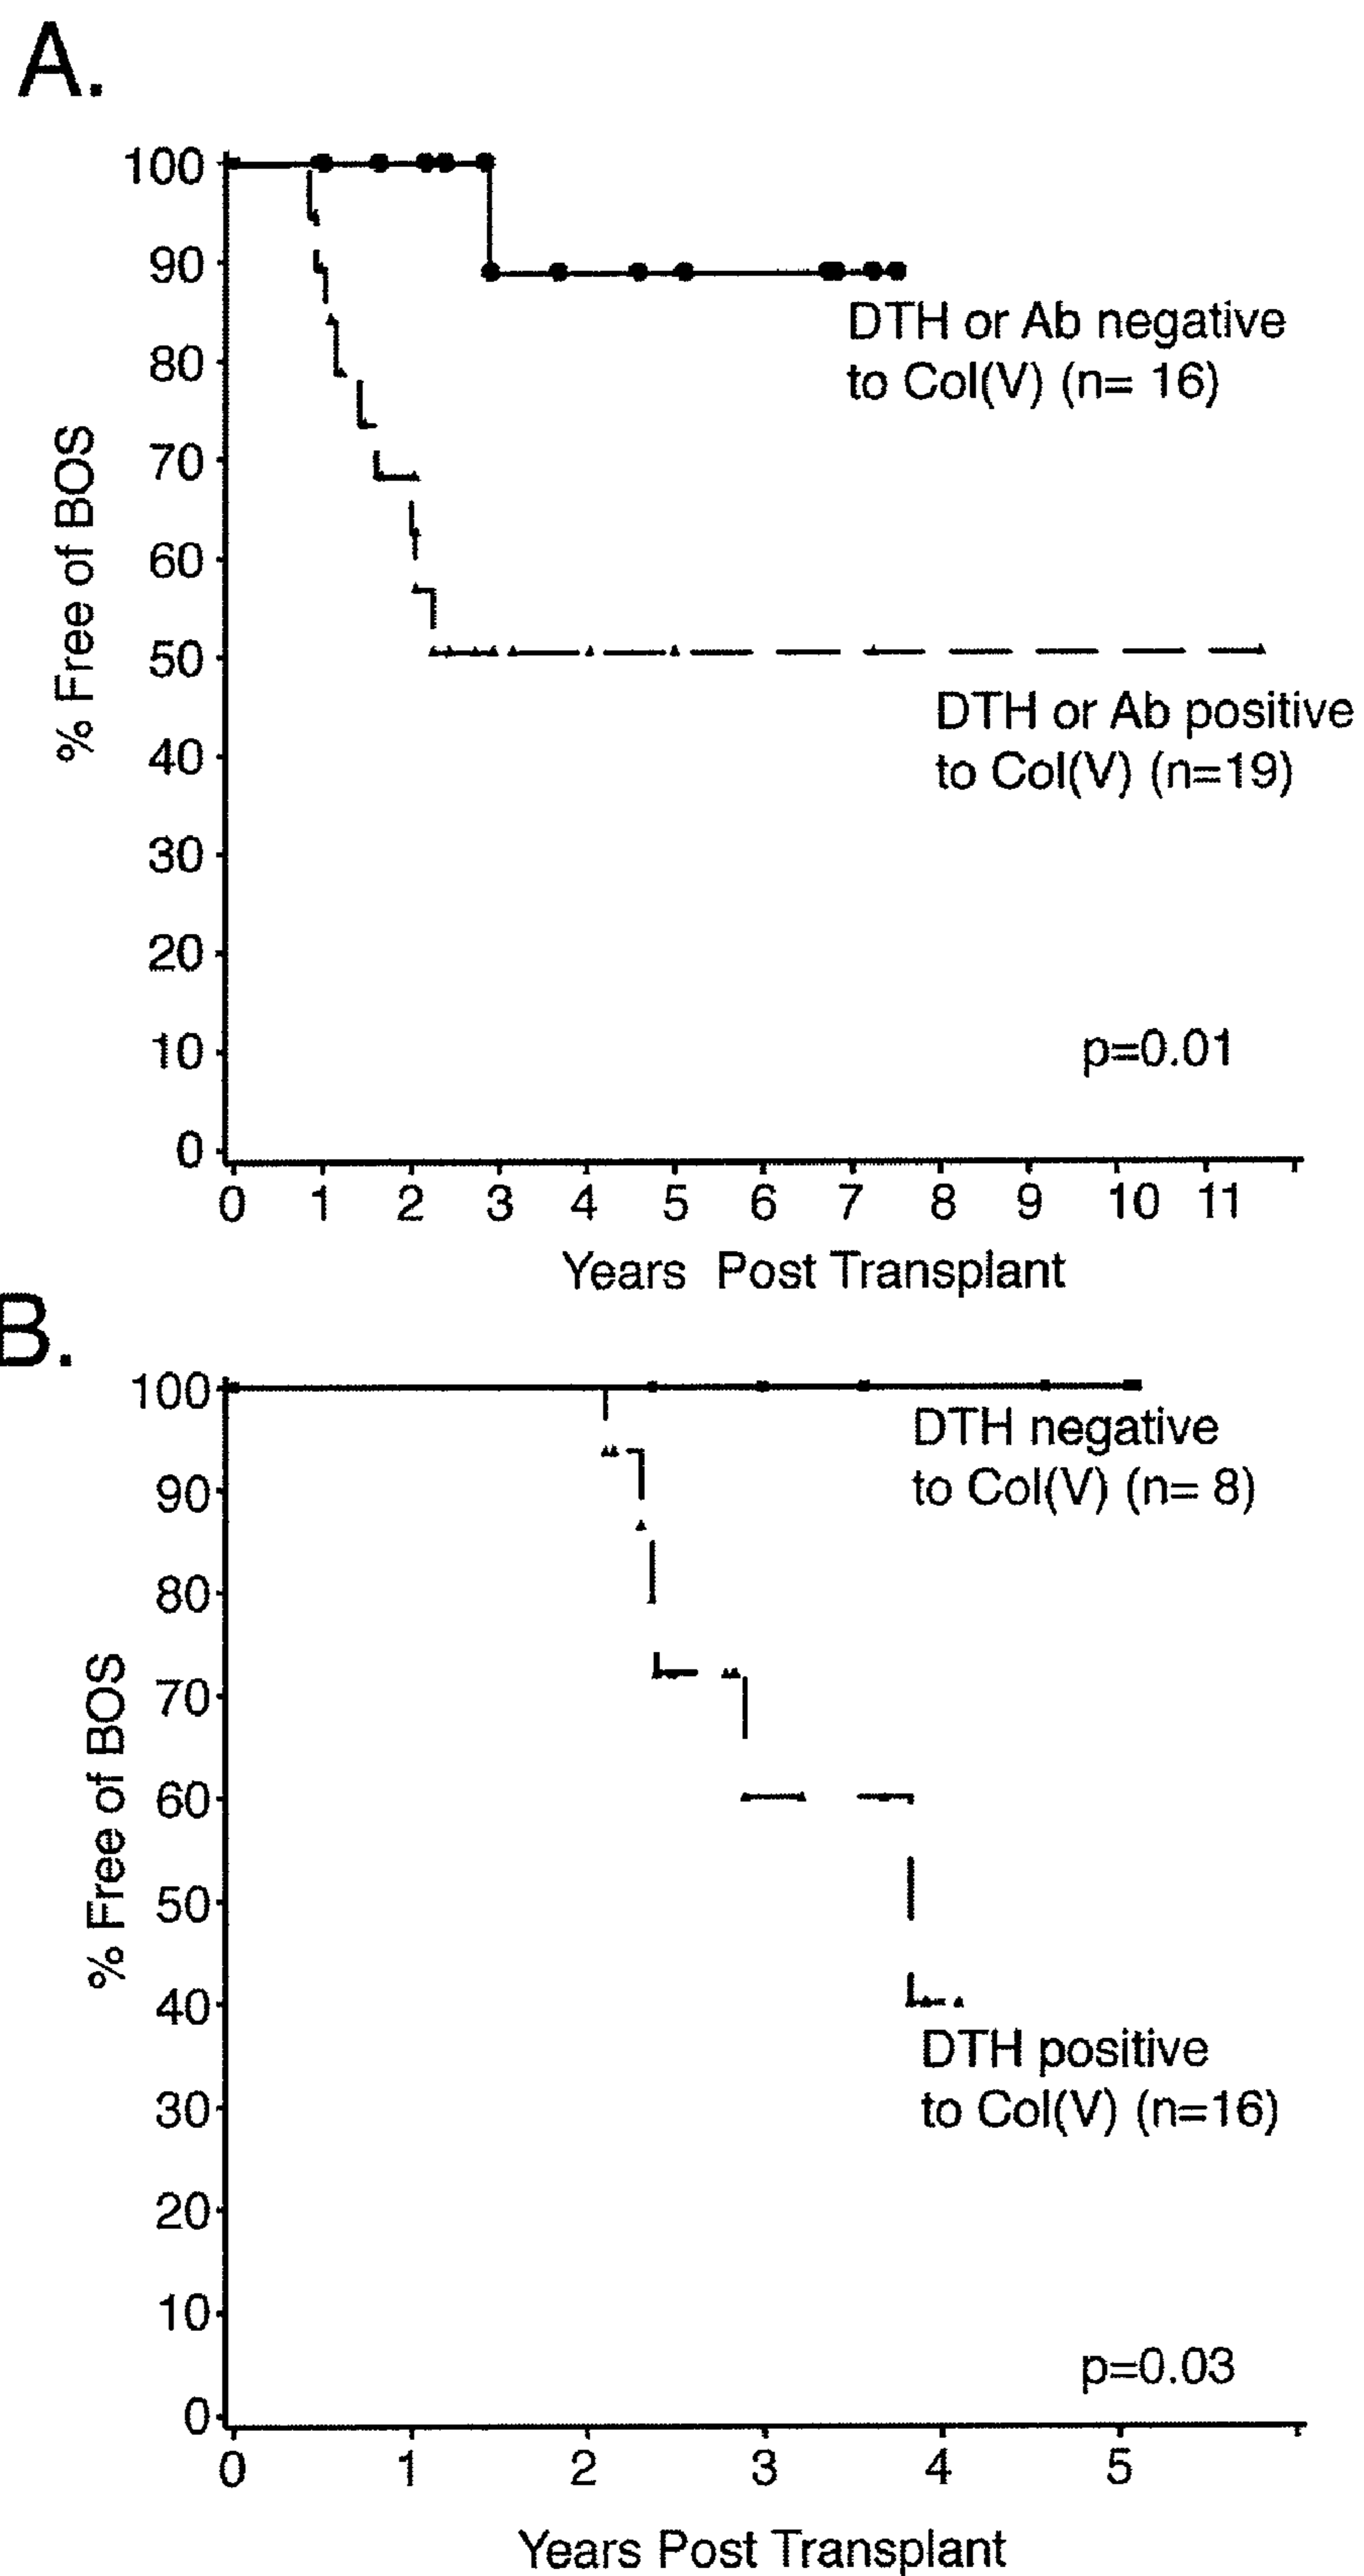 A.
100
90
80
70
60
50
40
30
20
10
0
% Free of BOS
DTH or Ab negative
to Col(V) (n= 16)
DTH or Ab positive
to Col(V) (n=19)
p=0.01
0 1 2 3 4 5 6 7 8 9 10 11
Years Post Transplant
B.
100
90
80
70
60
50
40
30
20
10
0
% Free of BOS
DTH negative
to Col(V) (n= 8)
DTH positive
to Col(V) (n=16)
p=0.03
0 1 2 3 4 5
Years Post Transplant